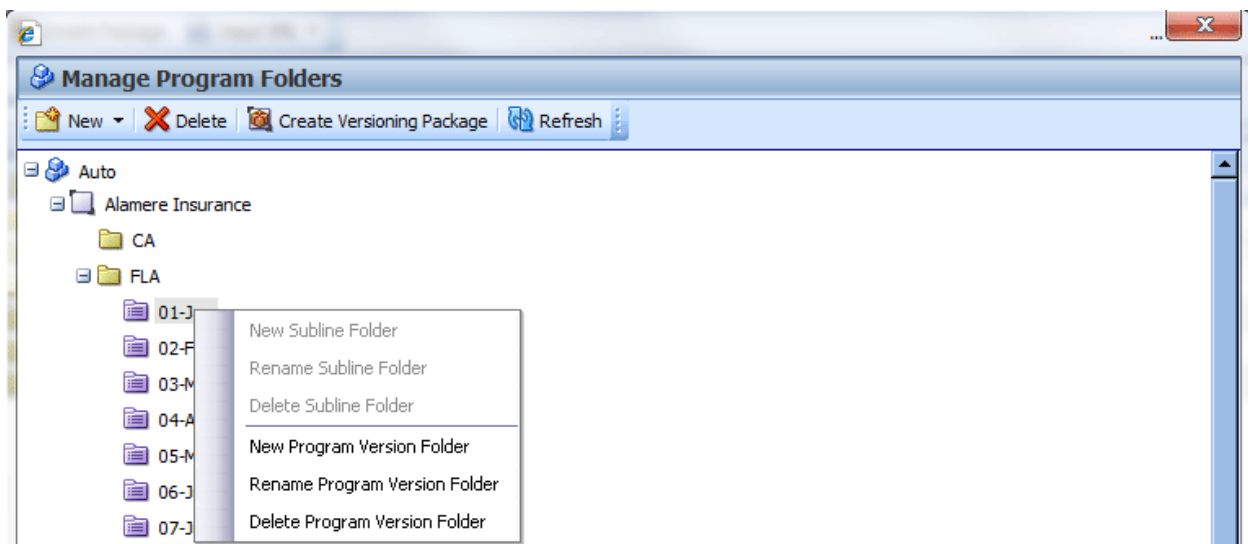 ...
Manage Program Folders
New Delete Create Versioning Package Refresh
Auto
Alamere Insurance
CA
FLA
01-J
02-F
03-M
04-A
05-M
06-J
07-J
New Subline Folder
Rename Subline Folder
Delete Subline Folder
New Program Version Folder
Rename Program Version Folder
Delete Program Version Folder